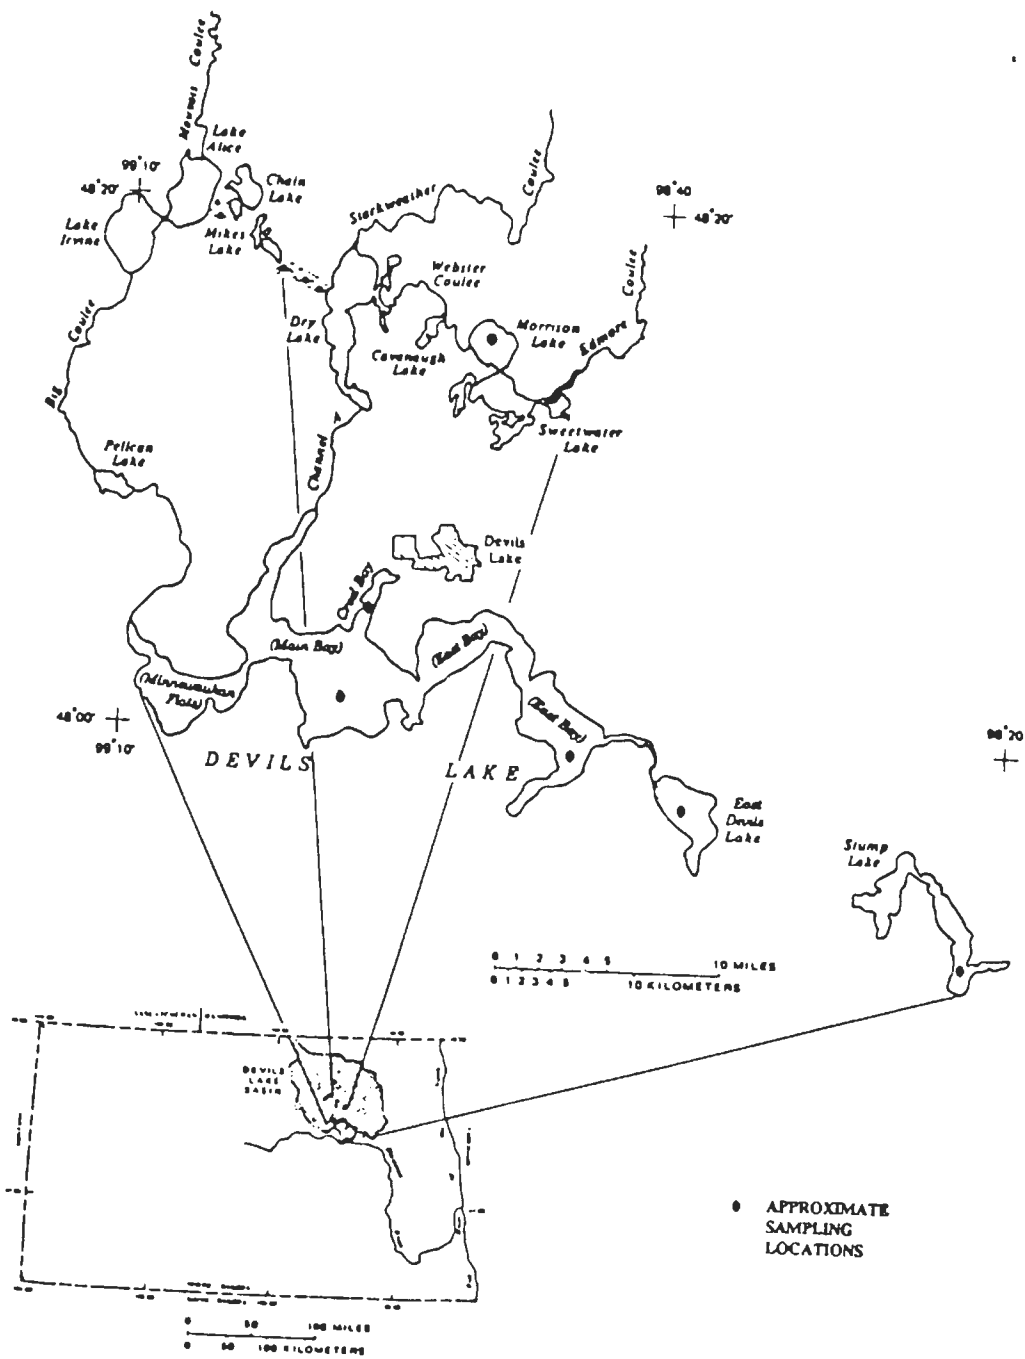 Coulee
Mauvais
Lake
Alice
99°10'
48°20'
Chain
Lake
Lake
Irvine
Mikes
Lake
Starkweather
Coulee
98°40'
48°20'
Coulee
Webster
Coulee
Dry
Lake
Morrison
Lake
Edmore
Cavanaugh
Lake
Coulee
Big
A
Sweetwater
Lake
Pelican
Lake
Channel
Devils
Lake
Creel Bay
(Main Bay)
(East Bay)
(Minnewaukan
Flats)
(East Bay)
48°00'
99°10'
98°20'
DEVILS LAKE
East
Devils
Lake
Stump
Lake
0 1 2 3 4 5 10 MILES
0 1 2 3 4 5 10 KILOMETERS
DEVILS
LAKE
BASIN
APPROXIMATE
SAMPLING
LOCATIONS
0 50 100 MILES
0 50 100 KILOMETERS